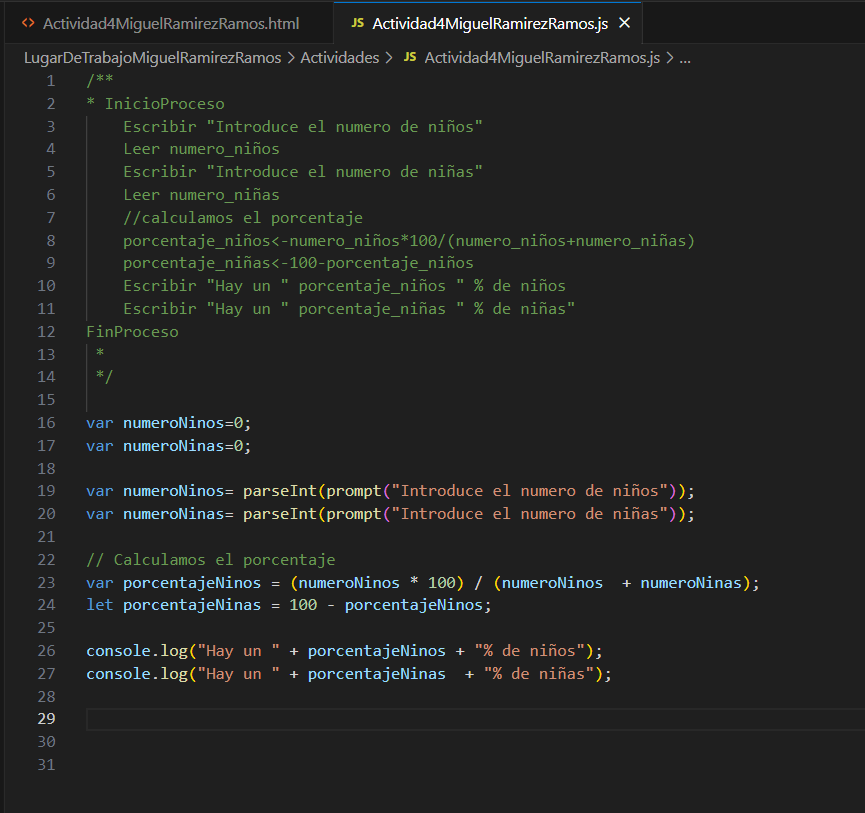 <> Actividad4MiguelRamirezRamos.html JS Actividad4MiguelRamirezRamos.js ×
LugarDeTrabajoMiguelRamirezRamos > Actividades > JS Actividad4MiguelRamirezRamos.js > ...
1 /**
2 * InicioProceso
3     Escribir "Introduce el numero de niños"
4     Leer numero_niños
5     Escribir "Introduce el numero de niñas"
6     Leer numero_niñas
7     //calculamos el porcentaje
8     porcentaje_niños<-numero_niños*100/(numero_niños+numero_niñas)
9     porcentaje_niñas<-100-porcentaje_niños
10     Escribir "Hay un " porcentaje_niños " % de niños
11     Escribir "Hay un " porcentaje_niñas " % de niñas"
12 FinProceso
13  *
14  */
15
16 var numeroNinos=0;
17 var numeroNinas=0;
18
19 var numeroNinos= parseInt(prompt("Introduce el numero de niños"));
20 var numeroNinas= parseInt(prompt("Introduce el numero de niñas"));
21
22 // Calculamos el porcentaje
23 var porcentajeNinos = (numeroNinos * 100) / (numeroNinos  + numeroNinas);
24 let porcentajeNinas = 100 - porcentajeNinos;
25
26 console.log("Hay un " + porcentajeNinos + "% de niños");
27 console.log("Hay un " + porcentajeNinas  + "% de niñas");
28
29
30
31